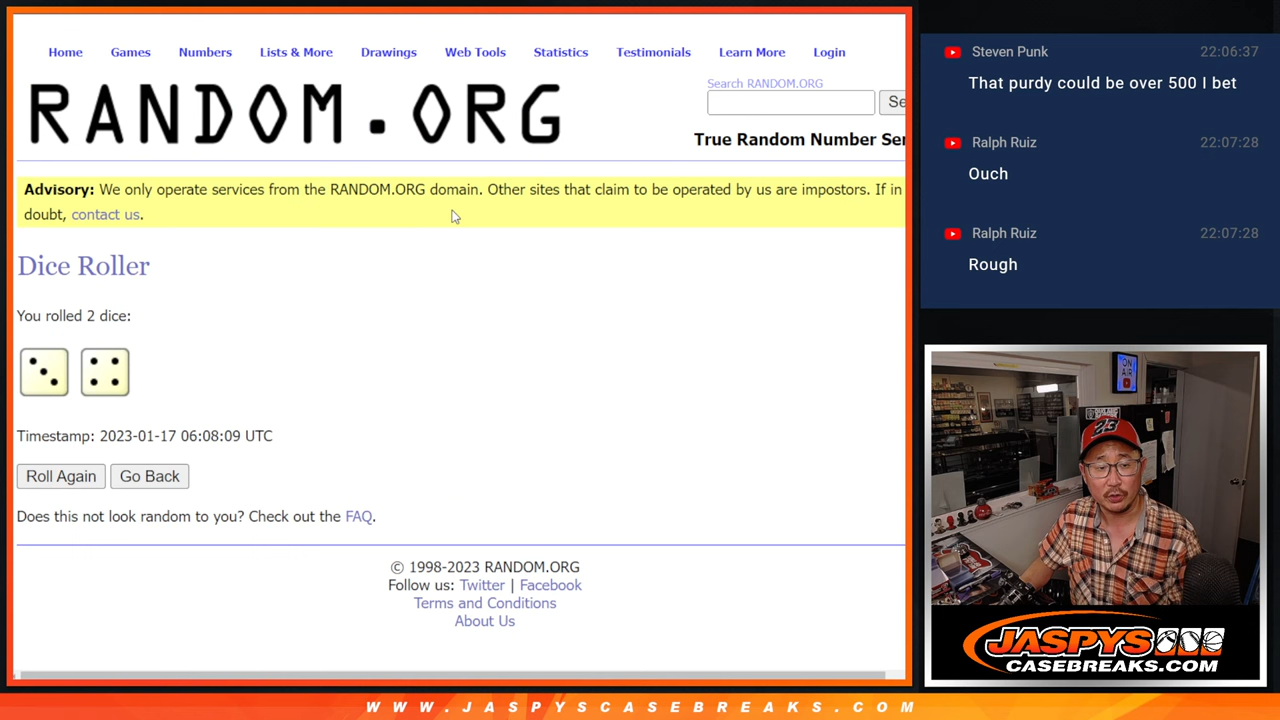 Home Games Numbers Lists & More Drawings Web Tools Statistics Testimonials Learn More Login
Search RANDOM.ORG
RANDOM.ORG
Se
True Random Number Ser
Advisory: We only operate services from the RANDOM.ORG domain. Other sites that claim to be operated by us are impostors. If in
doubt, contact us.
Dice Roller
You rolled 2 dice:
Timestamp: 2023-01-17 06:08:09 UTC
Roll Again Go Back
Does this not look random to you? Check out the FAQ.
© 1998-2023 RANDOM.ORG
Follow us: Twitter | Facebook
Terms and Conditions
About Us
Steven Punk 22:06:37
That purdy could be over 500 I bet
Ralph Ruiz 22:07:28
Ouch
Ralph Ruiz 22:07:28
Rough
ON
AIR
23
JASPYS
CASEBREAKS.COM
WWW.JASPYSCASEBREAKS.COM